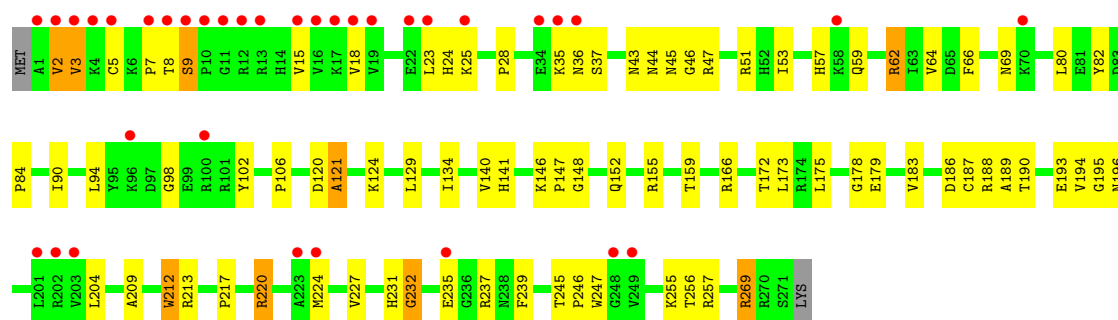 MET A1 V2 V3 K4 C5 K6 P7 T8 S9 P10 G11 R12 R13 H14 V15 V16 K17 V18 V19 E22 L23 H24 K25 P28 E34 K35 N36 S37 N43 N44 N45 G46 R47 R51 H52 I53 H57 K58 Q59 R62 I63 V64 D65 F66 N69 K70 L80 E81 Y82 D83
P84 I90 L94 Y95 K96 D97 G98 E99 R100 R101 Y102 P106 D120 A121 K124 L129 I134 V140 H141 K146 P147 G148 Q152 R155 T159 R166 T172 L173 R174 L175 G178 E179 V183 D186 C187 R188 A189 T190 E193 V194 G195 N196
L201 R202 V203 L204 A209 W212 R213 P217 R220 A223 M224 V227 H231 G232 E235 G236 R237 N238 F239 T245 P246 W247 G248 V249 K255 T256 R257 R269 R270 S271 LYS